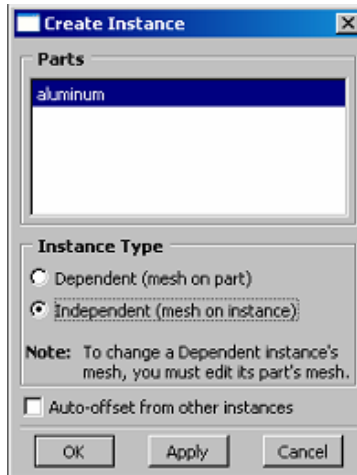 Create Instance
Parts
aluminum
Instance Type
Dependent (mesh on part)
Independent (mesh on instance)
Note: To change a Dependent instance's
mesh, you must edit its part's mesh.
Auto-offset from other instances
OK Apply Cancel